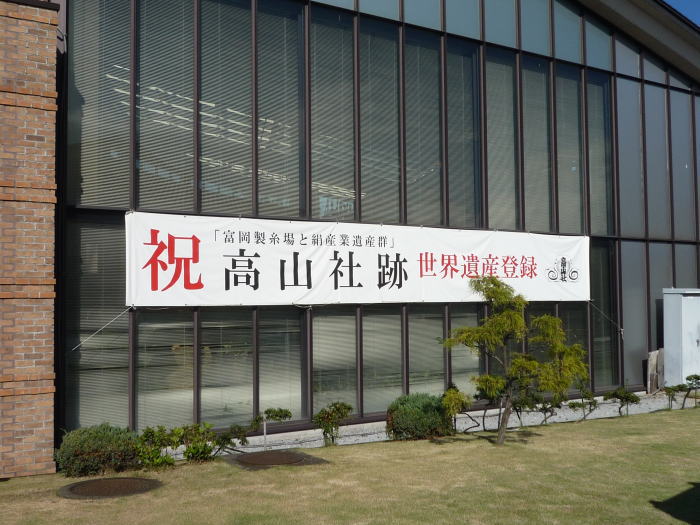 祝
「富岡製糸場と絹産業遺産群」
高山社跡 世界遺産登録